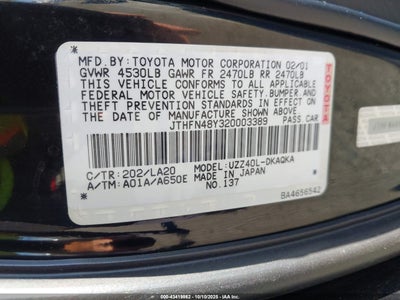 MFD.BY: TOYOTA MOTOR CORPORATION 02/01
GVWR 4530LB GAWR FR 2470LB RR 2470LB
THIS VEHICLE CONFORMS TO ALL APPLICABLE
FEDERAL MOTOR VEHICLE SAFETY,BUMPER,AND
THEFT PREVENTION STANDARDS IN EFFECT ON
THE DATE OF MANUFACTURE SHOWN ABOVE.
JTHFN48Y320003389 PASS.CAR
C/TR:202/LA20 MODEL:UZZ40L-DKAQKA
A/TM:A01A/A650E MADE IN JAPAN
NO.137
BA4656542
TOYOTA
000-43418662 | 10/10/2025 | IAA